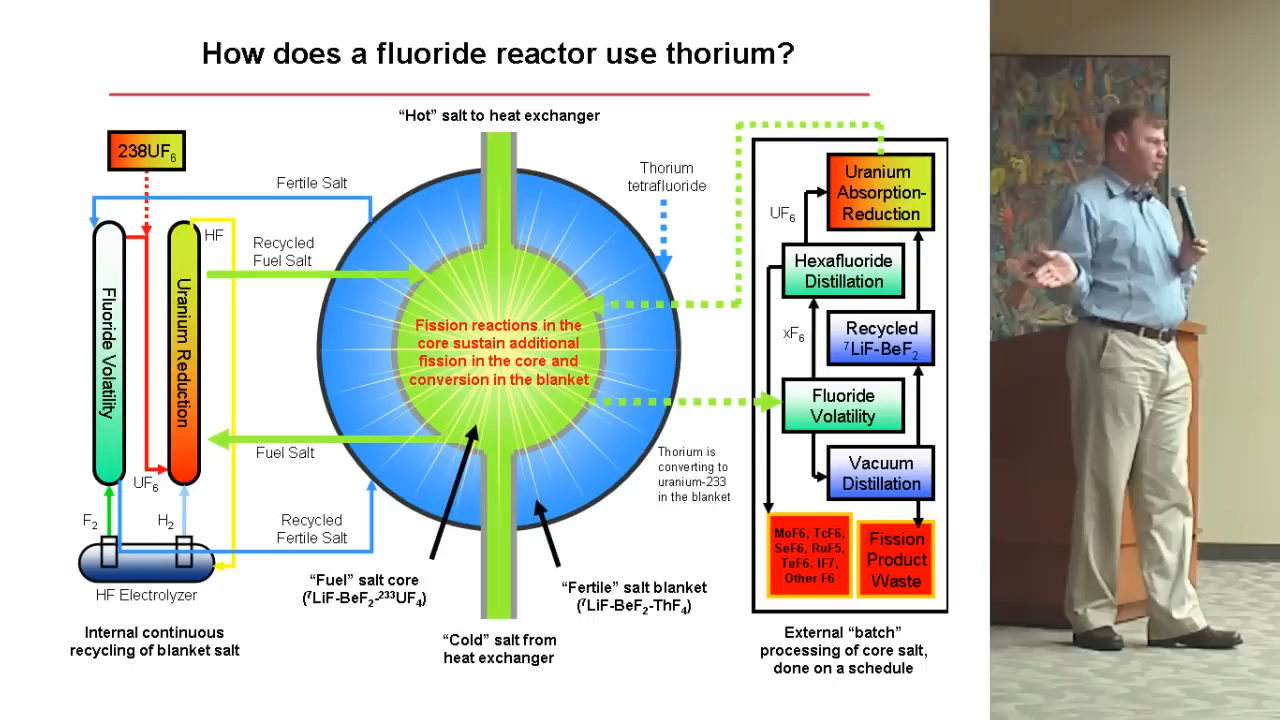 How does a fluoride reactor use thorium?
"Hot" salt to heat exchanger
238UF6
Fertile Salt
Thorium
tetrafluoride
HF
Recycled
Fuel Salt
Fluoride Volatility
Uranium Reduction
Fission reactions in the
core sustain additional
fission in the core and
conversion in the blanket
Fuel Salt
UF6
F2
H2
Recycled
Fertile Salt
Thorium is
converting to
uranium-233
in the blanket
HF Electrolyzer
"Fuel" salt core
(⁷LiF-BeF2-²³³UF4)
"Fertile" salt blanket
(⁷LiF-BeF2-ThF4)
Internal continuous
recycling of blanket salt
"Cold" salt from
heat exchanger
Uranium
Absorption-
Reduction
UF6
Hexafluoride
Distillation
xF6
Recycled
⁷LiF-BeF2
Fluoride
Volatility
Vacuum
Distillation
MoF6, TcF6,
SeF6, RuF5,
TeF6, IF7,
Other F6
Fission
Product
Waste
External "batch"
processing of core salt,
done on a schedule